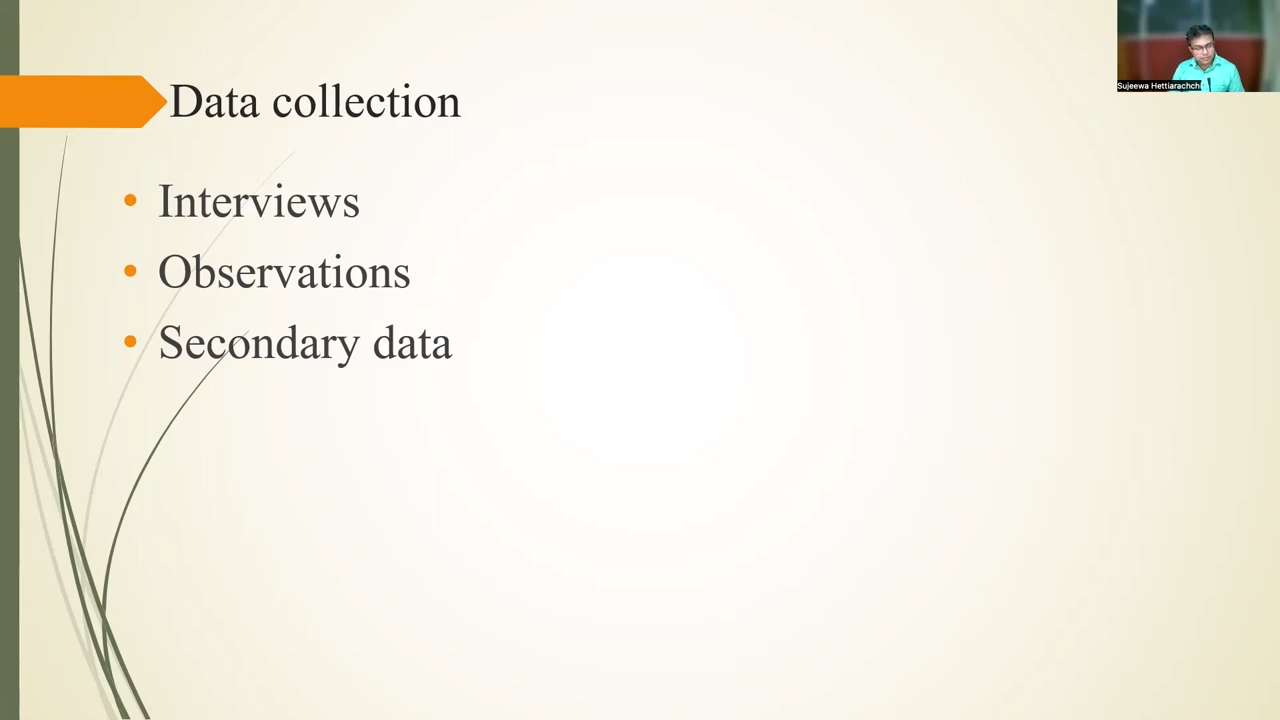 Sujeewa Hettiarachchi
Data collection
• Interviews
• Observations
• Secondary data